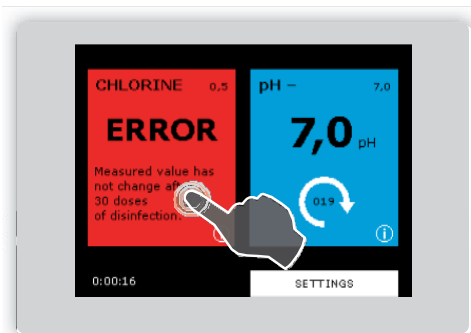 CHLORINE 0,5
ERROR
Measured value has
not change after
30 doses
of disinfection.
pH – 7,0
7,0 pH
019
i
0:00:16
SETTINGS